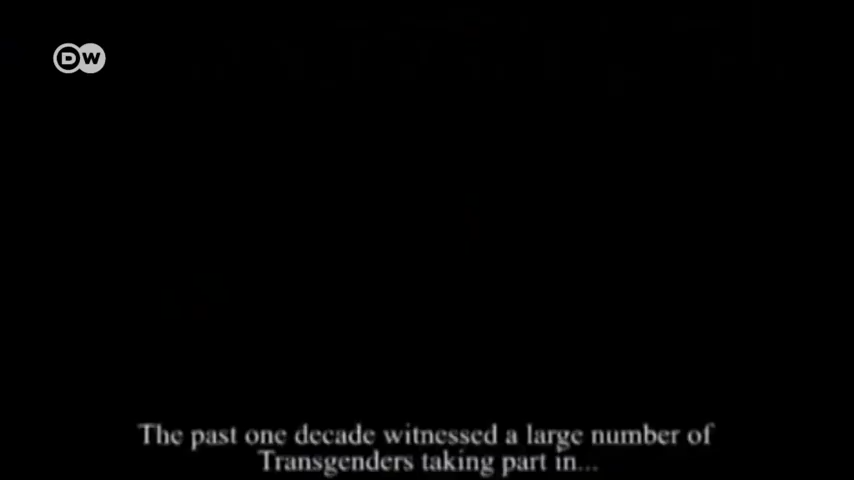 DW
The past one decade witnessed a large number of
Transgenders taking part in...